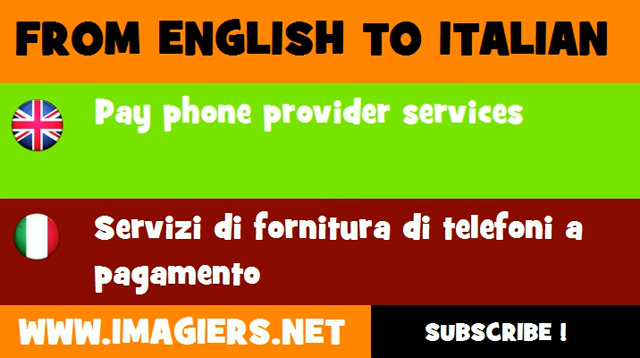 FROM ENGLISH TO ITALIAN
Pay phone provider services
Servizi di fornitura di telefoni a
pagamento
WWW.IMAGIERS.NET
SUBSCRIBE !